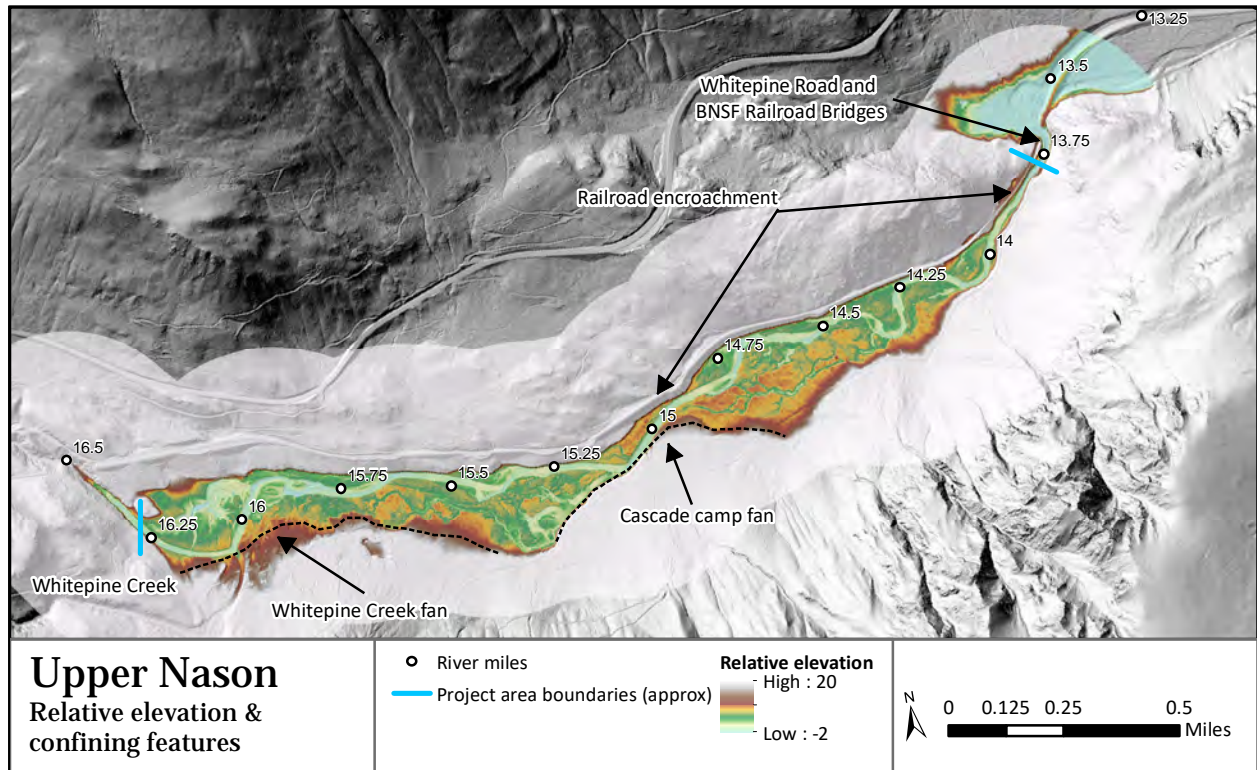 13.25
13.5
Whitepine Road and
BNSF Railroad Bridges
13.75
Railroad encroachment
14
14.25
14.5
14.75
15
16.5
15.25
15.5
15.75
16
16.25
Cascade camp fan
Whitepine Creek
Whitepine Creek fan
Upper Nason
Relative elevation &
confining features
River miles
Project area boundaries (approx)
Relative elevation
High : 20
Low : -2
N
0 0.125 0.25 0.5
Miles